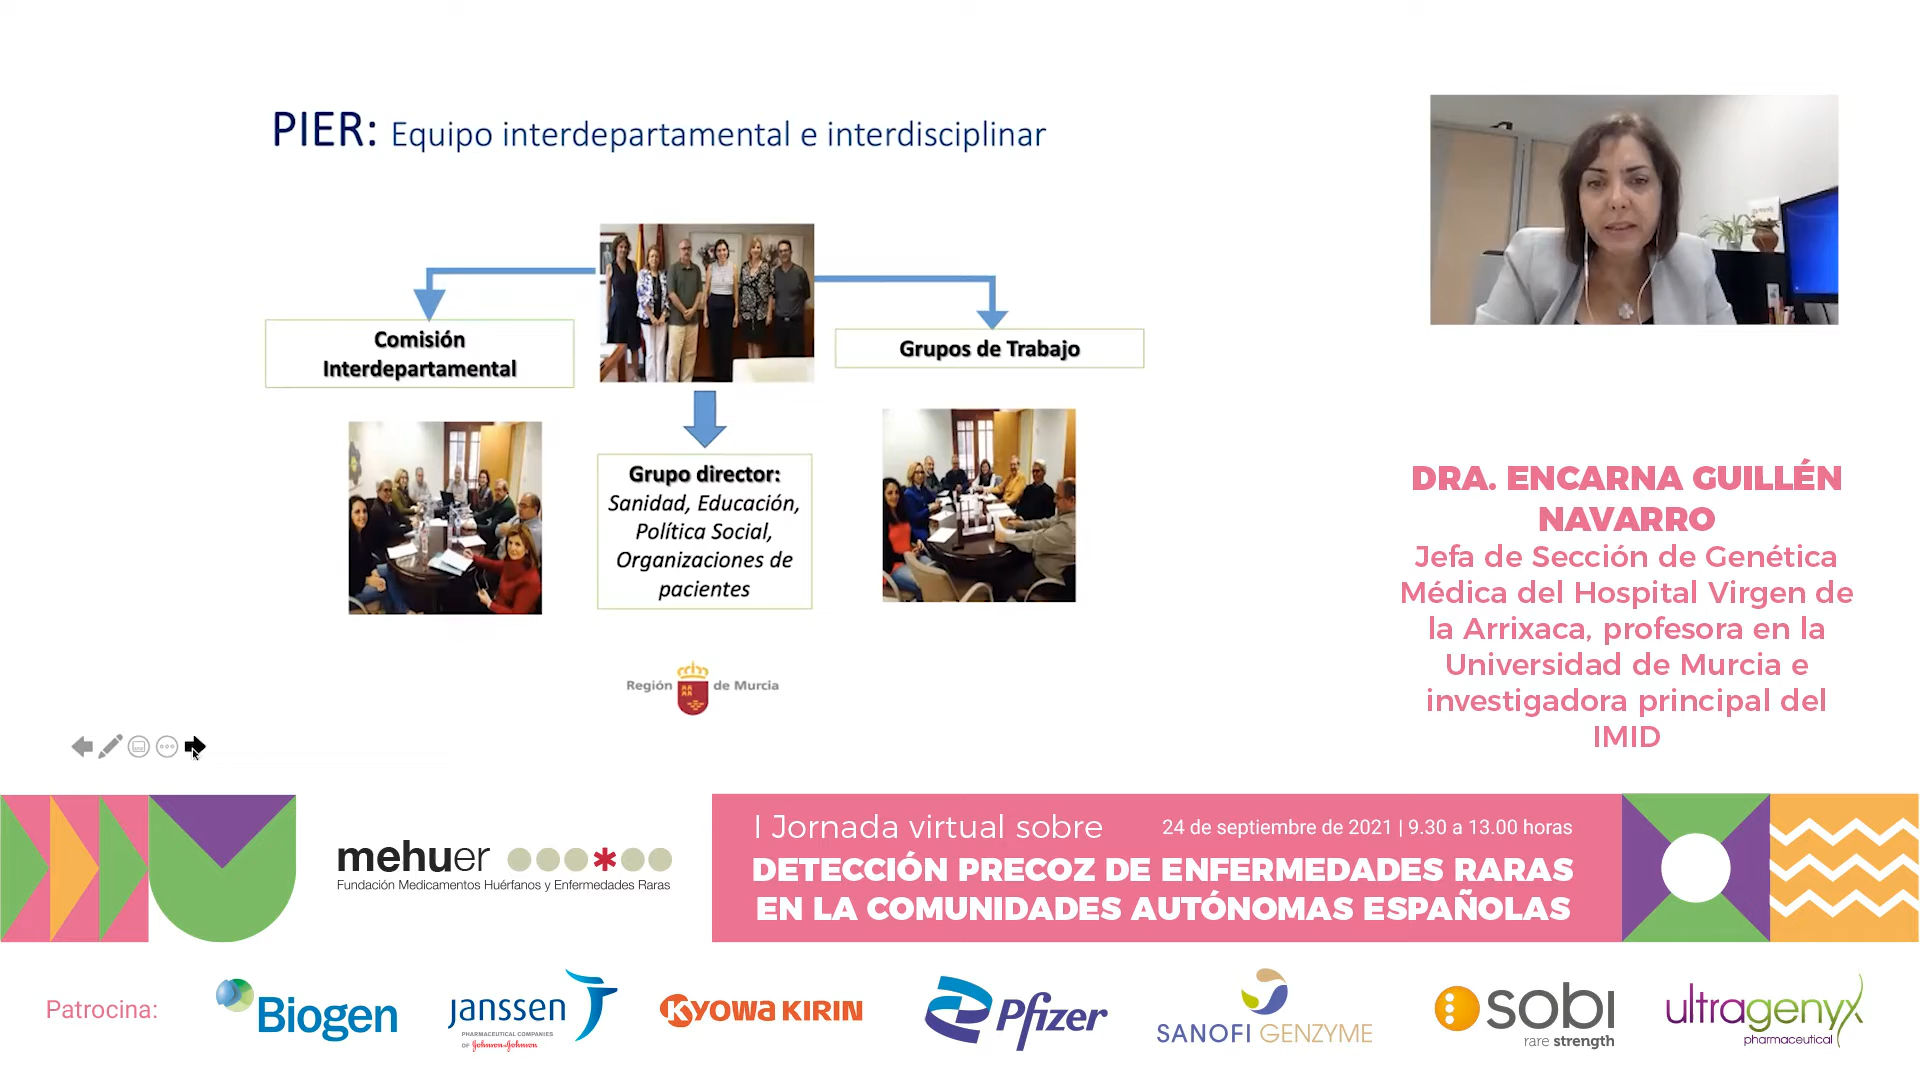 PIER: Equipo interdepartamental e interdisciplinar
Comisión
Interdepartamental
Grupos de Trabajo
Grupo director:
Sanidad, Educación,
Política Social,
Organizaciones de
pacientes
Región de Murcia
DRA. ENCARNA GUILLÉN
NAVARRO
Jefa de Sección de Genética
Médica del Hospital Virgen de
la Arrixaca, profesora en la
Universidad de Murcia e
investigadora principal del
IMID
mehuer
Fundación Medicamentos Huérfanos y Enfermedades Raras
I Jornada virtual sobre
24 de septiembre de 2021 | 9.30 a 13.00 horas
DETECCIÓN PRECOZ DE ENFERMEDADES RARAS
EN LA COMUNIDADES AUTÓNOMAS ESPAÑOLAS
Patrocina:
Biogen
janssen
PHARMACEUTICAL COMPANIES
OF Johnson & Johnson
KYOWA KIRIN
Pfizer
SANOFI GENZYME
sobi
rare strength
ultragenyx
pharmaceutical